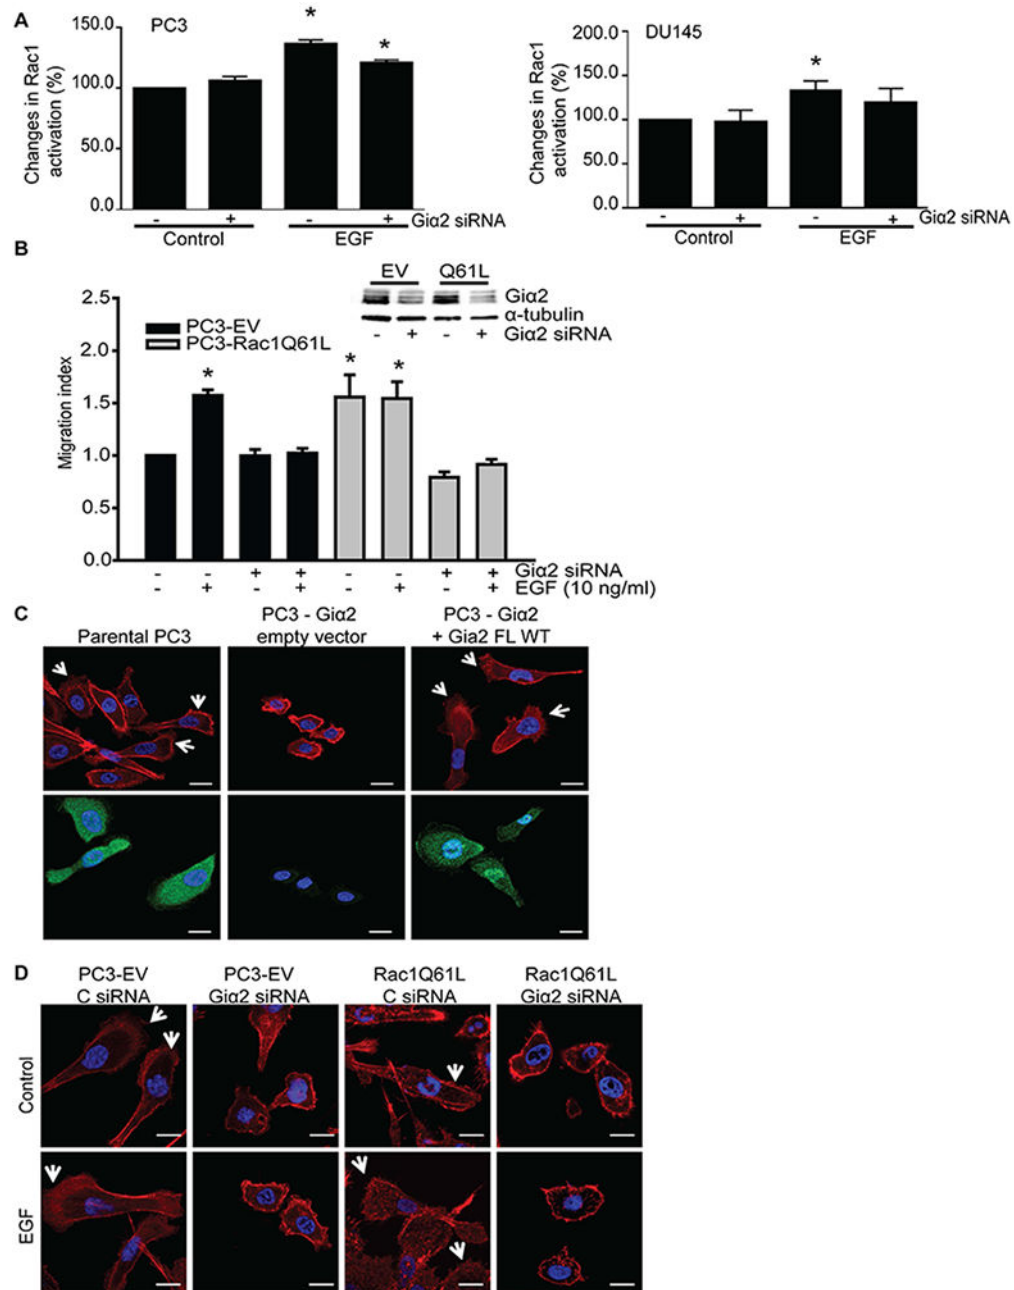 A
PC3
Changes in Rac1 activation (%)
150.0
100.0
50.0
0.0
*
*
- + - + Giα2 siRNA
Control EGF
DU145
Changes in Rac1 activation (%)
200.0
150.0
100.0
50.0
0.0
*
- + - + Giα2 siRNA
Control EGF
B
EV Q61L
Giα2
α-tubulin
- + - + Giα2 siRNA
PC3-EV
PC3-Rac1Q61L
Migration index
2.5
2.0
1.5
1.0
0.5
0.0
* * *
- - + + - - + + Giα2 siRNA
- + - + - + - + EGF (10 ng/ml)
C
Parental PC3
PC3 - Giα2
empty vector
PC3 - Giα2
+ Gia2 FL WT
D
PC3-EV
C siRNA
PC3-EV
Giα2 siRNA
Rac1Q61L
C siRNA
Rac1Q61L
Giα2 siRNA
Control
EGF